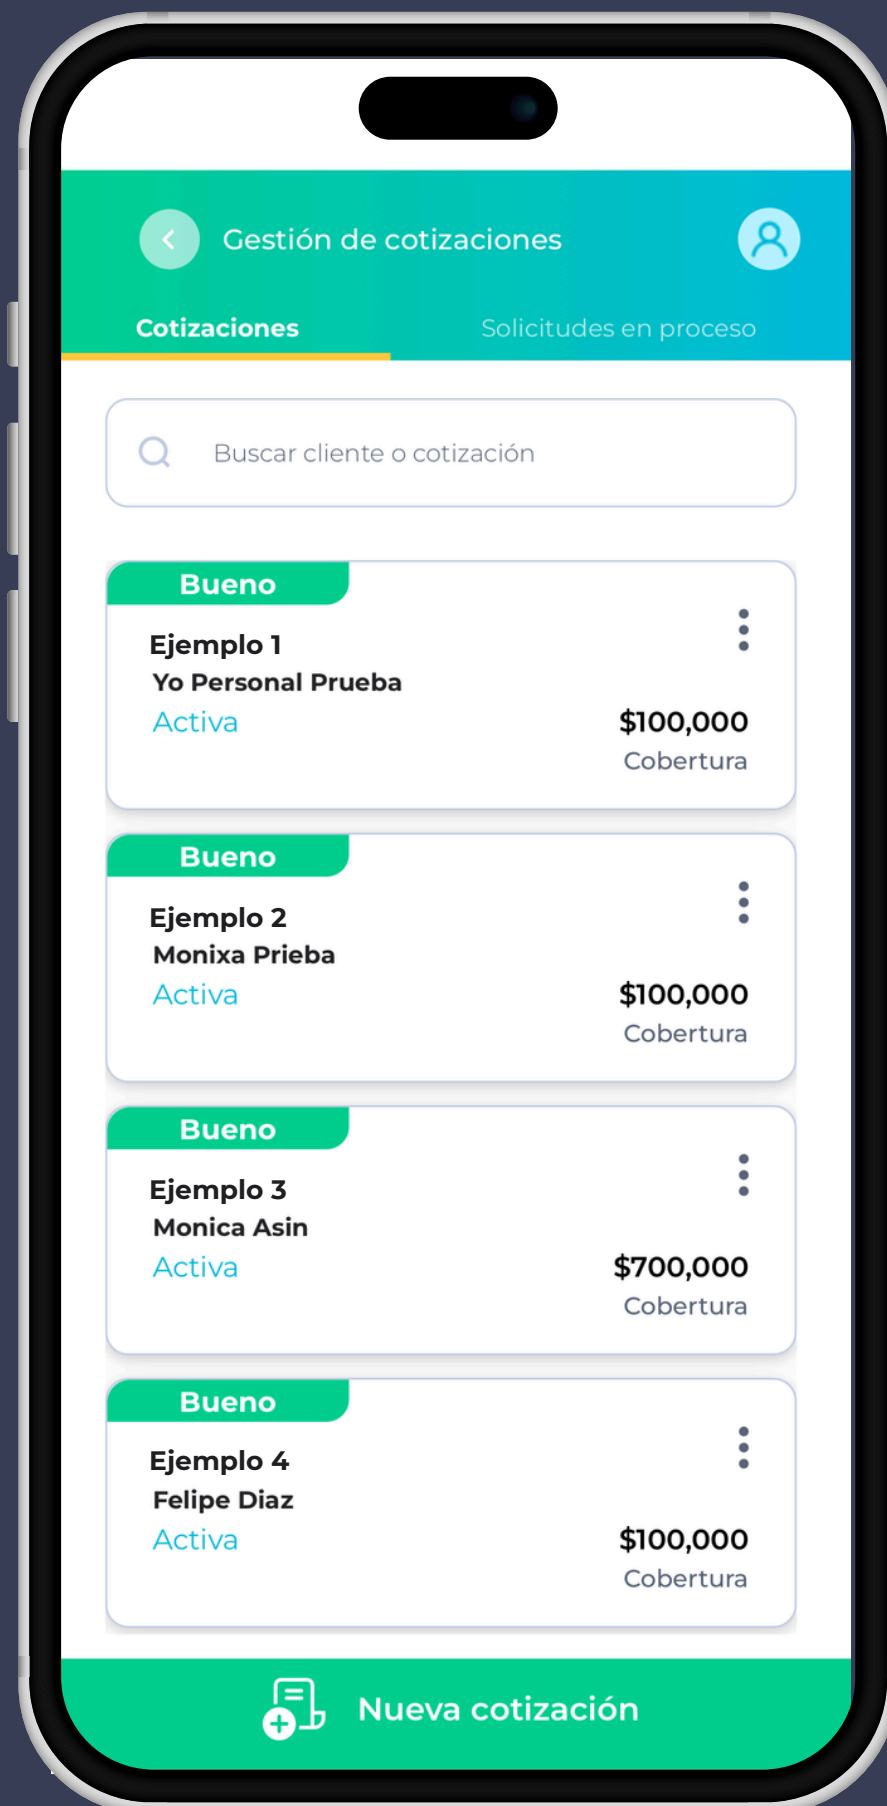 Gestión de cotizaciones
Cotizaciones
Solicitudes en proceso
Buscar cliente o cotización
Bueno
Ejemplo 1
Yo Personal Prueba
Activa
$100,000
Cobertura
Bueno
Ejemplo 2
Monixa Prieba
Activa
$100,000
Cobertura
Bueno
Ejemplo 3
Monica Asin
Activa
$700,000
Cobertura
Bueno
Ejemplo 4
Felipe Diaz
Activa
$100,000
Cobertura
Nueva cotización